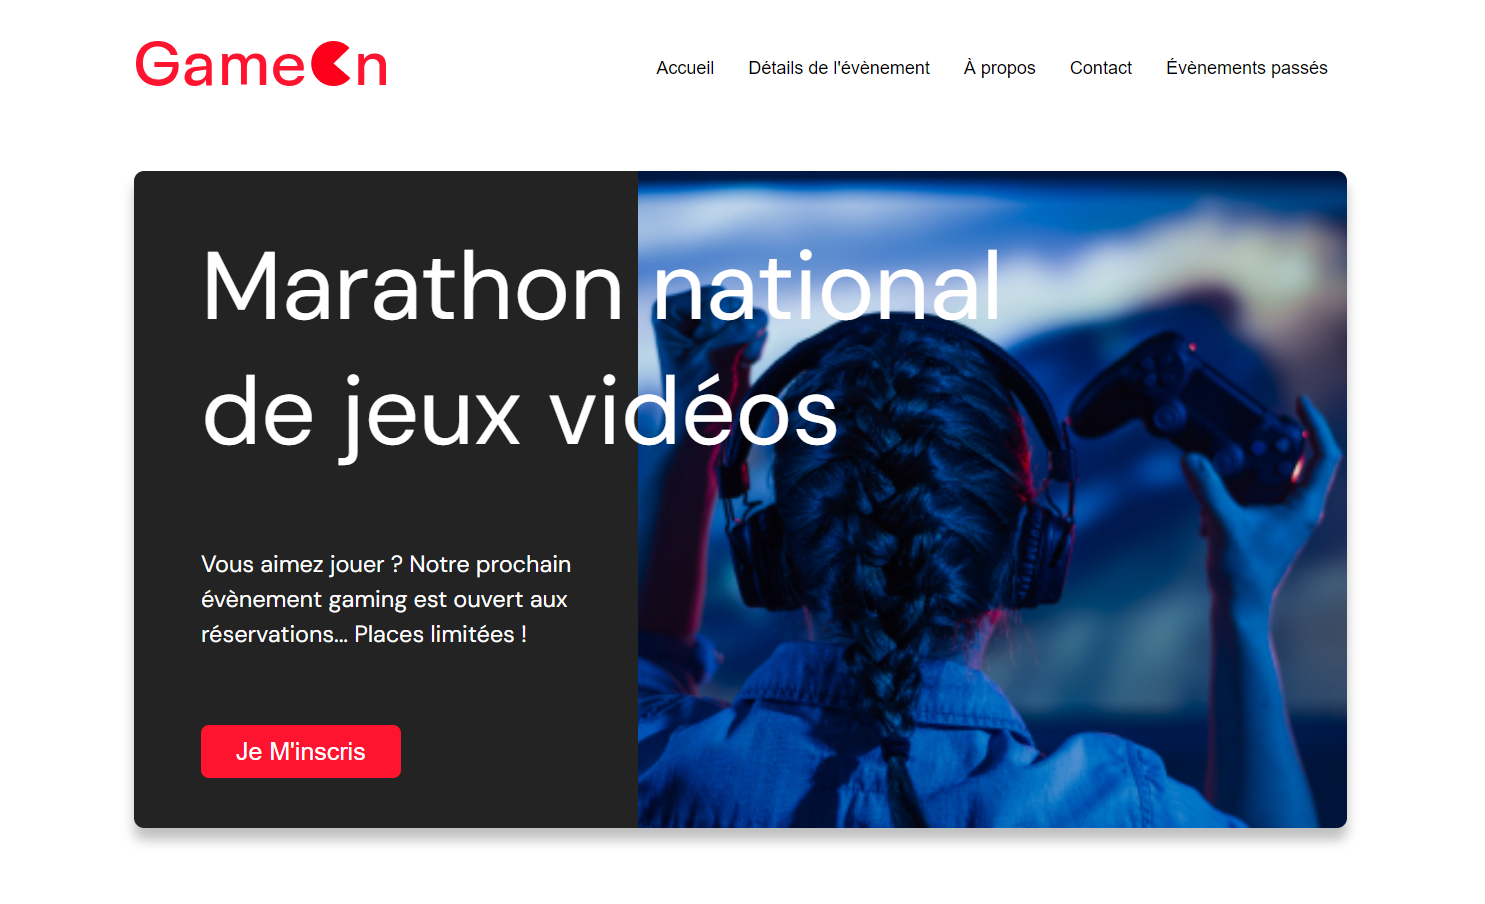 GameOn
Accueil Détails de l'évènement À propos Contact Évènements passés
Marathon national
de jeux vidéos
Vous aimez jouer ? Notre prochain
évènement gaming est ouvert aux
réservations... Places limitées !
Je M'inscris